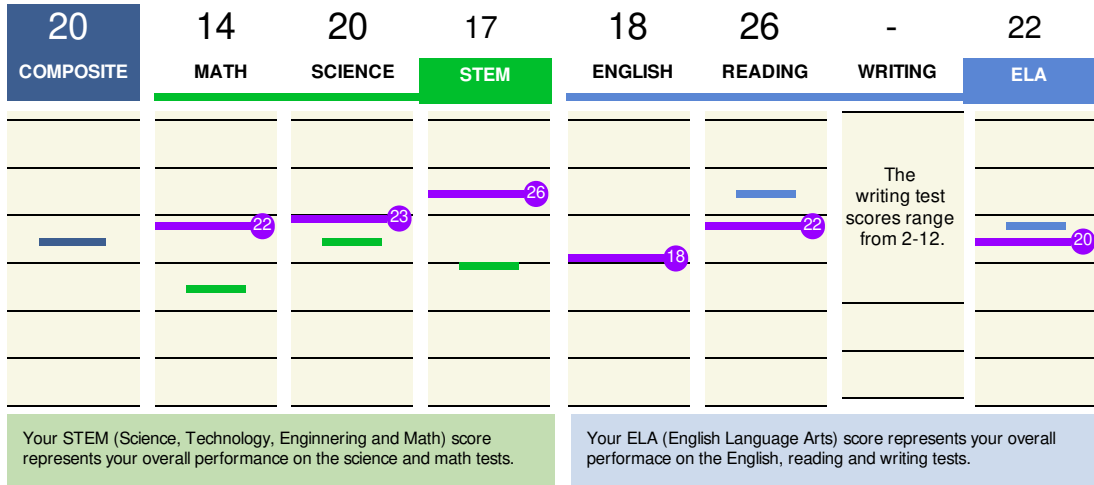 20 14 20 17 18 26 - 22
COMPOSITE MATH SCIENCE STEM ENGLISH READING WRITING ELA
26
22
23
22
20
18
The
writing test
scores range
from 2-12.
Your STEM (Science, Technology, Enginnering and Math) score
represents your overall performance on the science and math tests.
Your ELA (English Language Arts) score represents your overall
performace on the English, reading and writing tests.